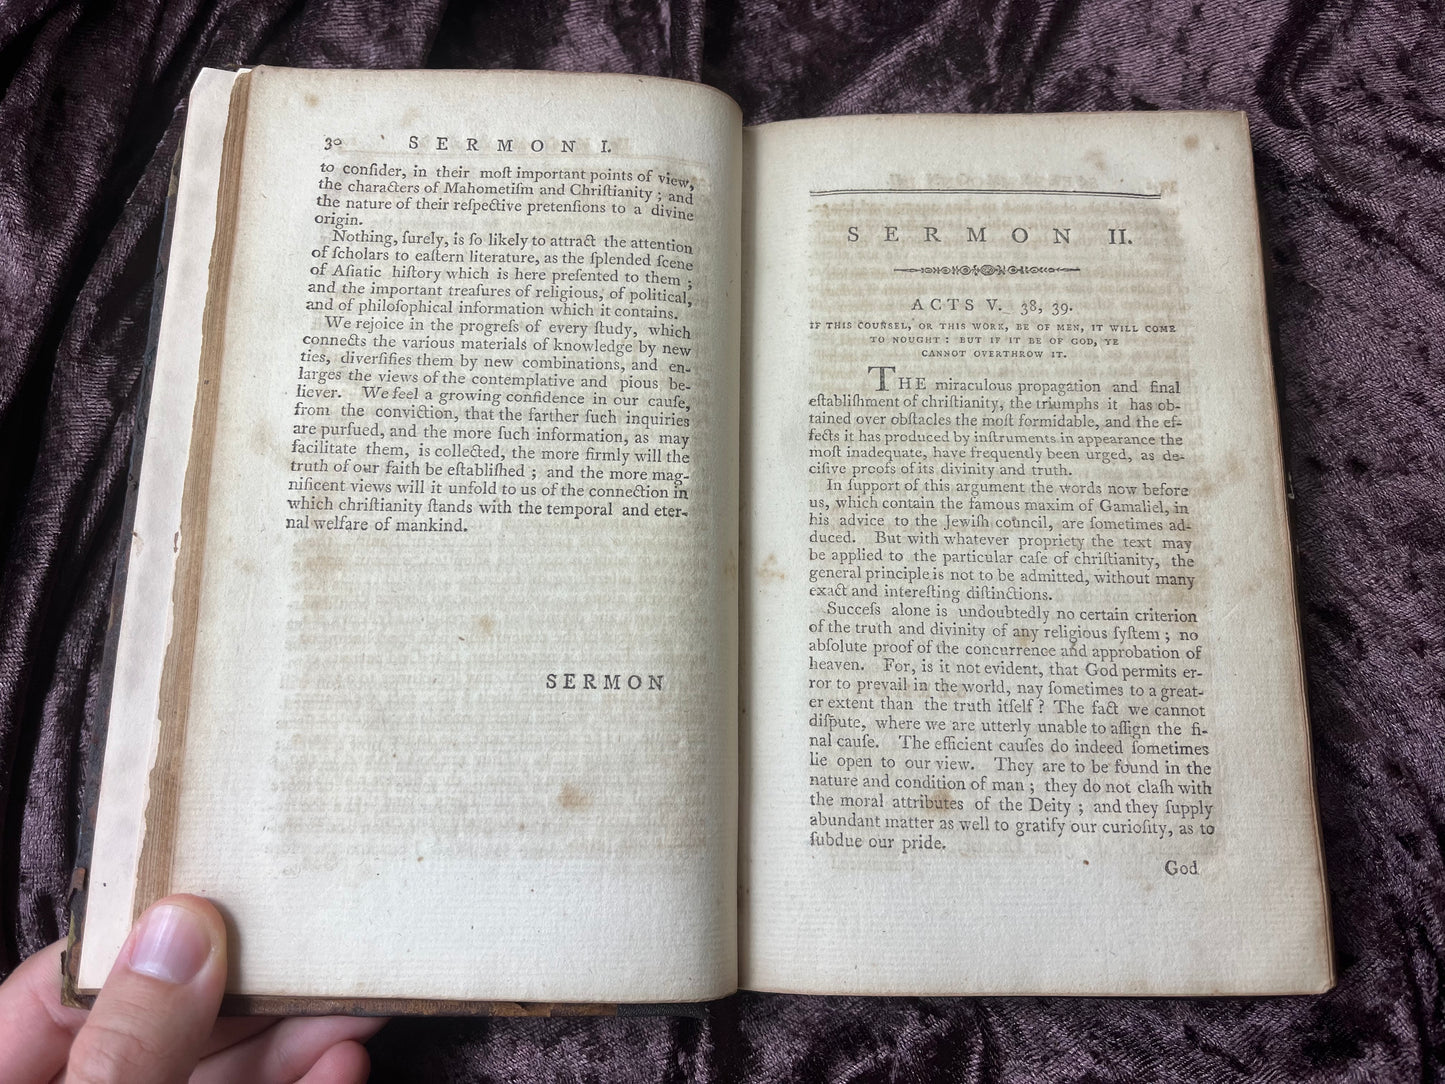 30 SERMON I.
to conſider, in their moſt important points of view,
the characters of Mahometiſm and Chriſtianity ; and
the nature of their reſpective pretenſions to a divine
origin.
Nothing, ſurely, is ſo likely to attract the attention
of ſcholars to eaſtern literature, as the ſplended ſcene
of Aſiatic hiſtory which is here preſented to them ;
and the important treaſures of religious, of political,
and of philoſophical information which it contains.
We rejoice in the progreſs of every ſtudy, which
connects the various materials of knowledge by new
ties, diverſifies them by new combinations, and en-
larges the views of the contemplative and pious be-
liever. We feel a growing confidence in our cauſe,
from the conviction, that the farther ſuch inquiries
are purſued, and the more ſuch information, as may
facilitate them, is collected, the more firmly will the
truth of our faith be eſtabliſhed ; and the more mag-
nificent views will it unfold to us of the connection in
which chriſtianity ſtands with the temporal and eter-
nal welfare of mankind.
SERMON
SERMON II.
ACTS V. 38, 39.
IF THIS COUNSEL, OR THIS WORK, BE OF MEN, IT WILL COME
TO NOUGHT : BUT IF IT BE OF GOD, YE
CANNOT OVERTHROW IT.
THE miraculous propagation and final
eſtabliſhment of chriſtianity, the triumphs it has ob-
tained over obſtacles the moſt formidable, and the ef-
fects it has produced by inſtruments in appearance the
moſt inadequate, have frequently been urged, as de-
ciſive proofs of its divinity and truth.
In ſupport of this argument the words now before
us, which contain the famous maxim of Gamaliel, in
his advice to the Jewiſh council, are ſometimes ad-
duced. But with whatever propriety the text may
be applied to the particular caſe of chriſtianity, the
general principle is not to be admitted, without many
exact and intereſting diſtinctions.
Succeſs alone is undoubtedly no certain criterion
of the truth and divinity of any religious ſyſtem ; no
abſolute proof of the concurrence and approbation of
heaven. For, is it not evident, that God permits er-
ror to prevail in the world, nay ſometimes to a great-
er extent than the truth itſelf ? The fact we cannot
diſpute, where we are utterly unable to aſſign the fi-
nal cauſe. The efficient cauſes do indeed ſometimes
lie open to our view. They are to be found in the
nature and condition of man ; they do not claſh with
the moral attributes of the Deity ; and they ſupply
abundant matter as well to gratify our curioſity, as to
ſubdue our pride.
God